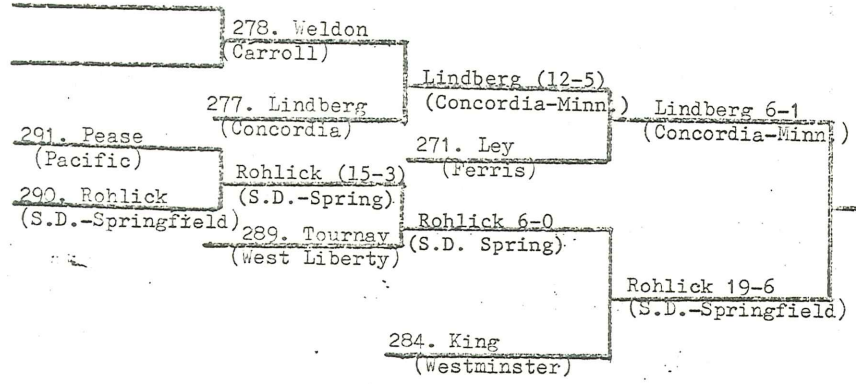 278. Weldon
(Carroll)
Lindberg (12-5)
(Concordia-Minn.)
277. Lindberg
(Concordia)
Lindberg 6-1
(Concordia-Minn )
291. Pease
(Pacific)
271. Ley
(Ferris)
Rohlick (15-3)
(S.D.-Spring)
290. Rohlick
(S.D.-Springfield)
Rohlick 6-0
(S.D. Spring)
289. Tournay
(West Liberty)
Rohlick 19-6
(S.D.-Springfield)
284. King
(Westminster)